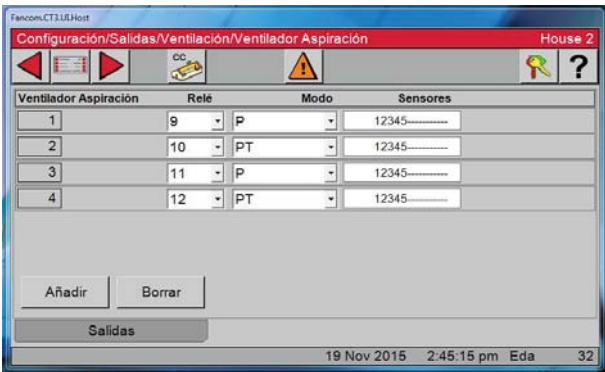 Fancom.CT3.UI.Host
Configuración/Salidas/Ventilación/Ventilador Aspiración House 2
CC ?
Ventilador Aspiración Relé Modo Sensores
1 9 P 12345-----------
2 10 PT 12345-----------
3 11 P 12345-----------
4 12 PT 12345-----------
Añadir Borrar
Salidas
19 Nov 2015 2:45:15 pm Eda 32